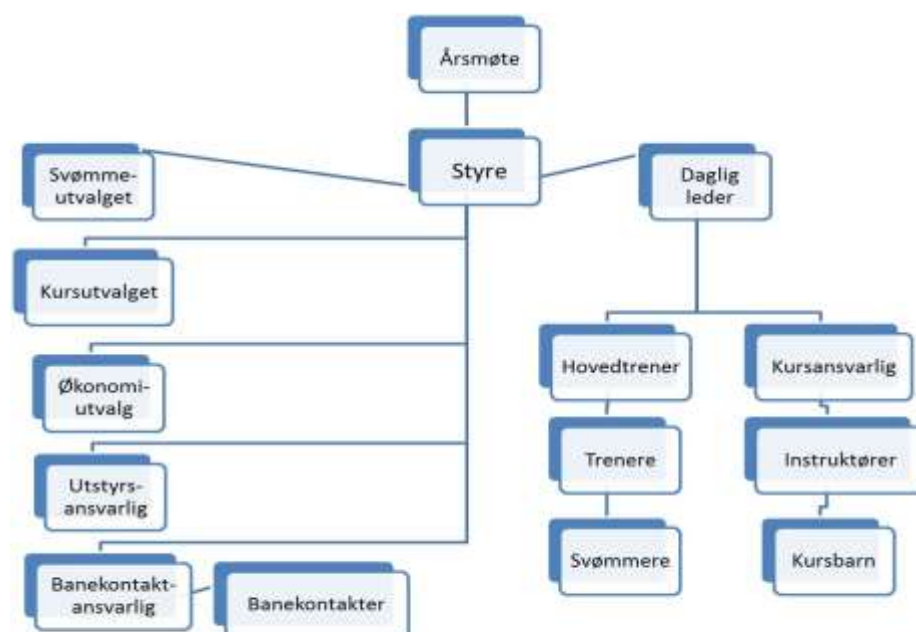 Årsmøte
Styre
Svømme-
utvalget
Daglig
leder
Kursutvalget
Hovedtrener
Kursansvarlig
Økonomi-
utvalg
Trenere
Instruktører
Utstyrs-
ansvarlig
Svømmere
Kursbarn
Banekontakt-
ansvarlig
Banekontakter